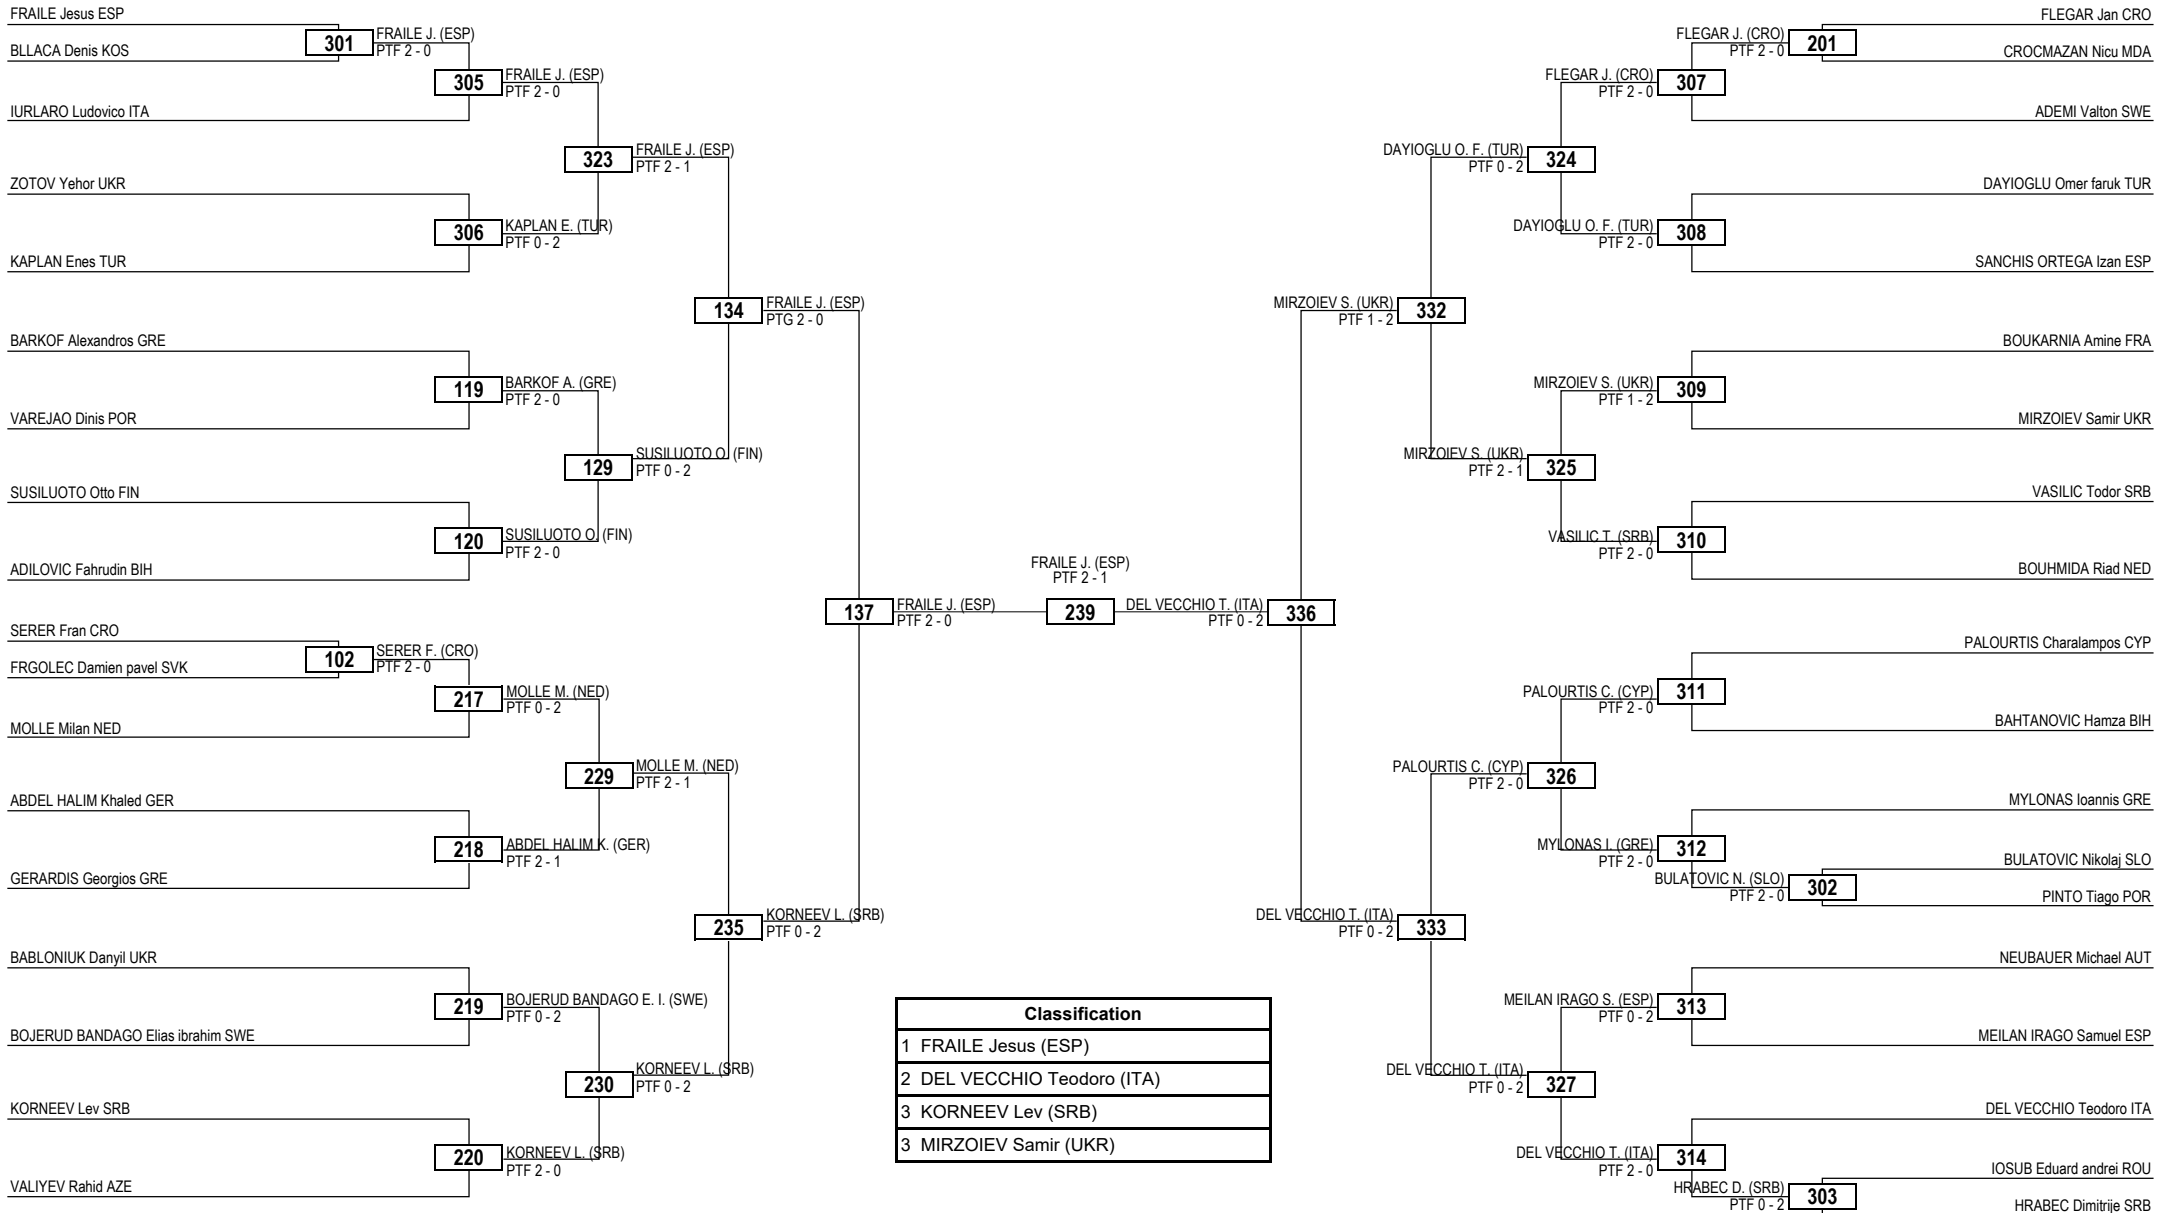 FRAILE Jesus ESP
BLLACA Denis KOS
301
FRAILE J. (ESP)
PTF 2 - 0
305
FRAILE J. (ESP)
PTF 2 - 0
IURLARO Ludovico ITA
323
FRAILE J. (ESP)
PTF 2 - 1
ZOTOV Yehor UKR
306
KAPLAN E. (TUR)
PTF 0 - 2
KAPLAN Enes TUR
134
FRAILE J. (ESP)
PTG 2 - 0
BARKOF Alexandros GRE
119
BARKOF A. (GRE)
PTF 2 - 0
VAREJAO Dinis POR
129
SUSILUOTO O. (FIN)
PTF 0 - 2
SUSILUOTO Otto FIN
120
SUSILUOTO O. (FIN)
PTF 2 - 0
ADILOVIC Fahrudin BIH
137
FRAILE J. (ESP)
PTF 2 - 0
SERER Fran CRO
FRGOLEC Damien pavel SVK
102
SERER F. (CRO)
PTF 2 - 0
217
MOLLE M. (NED)
PTF 0 - 2
MOLLE Milan NED
229
MOLLE M. (NED)
PTF 2 - 1
ABDEL HALIM Khaled GER
218
ABDEL HALIM K. (GER)
PTF 2 - 1
GERARDIS Georgios GRE
235
KORNEEV L. (SRB)
PTF 0 - 2
BABLONIUK Danyil UKR
219
BOJERUD BANDAGO E. I. (SWE)
PTF 0 - 2
BOJERUD BANDAGO Elias ibrahim SWE
230
KORNEEV L. (SRB)
PTF 0 - 2
KORNEEV Lev SRB
220
KORNEEV L. (SRB)
PTF 2 - 0
VALIYEV Rahid AZE
FRAILE J. (ESP)
PTF 2 - 1
239
DEL VECCHIO T. (ITA)
PTF 0 - 2
336
FLEGAR Jan CRO
CROCMAZAN Nicu MDA
FLEGAR J. (CRO)
PTF 2 - 0
201
FLEGAR J. (CRO)
PTF 2 - 0
307
ADEMI Valton SWE
DAYIOGLU O. F. (TUR)
PTF 0 - 2
324
DAYIOGLU Omer faruk TUR
DAYIOGLU O. F. (TUR)
PTF 2 - 0
308
SANCHIS ORTEGA Izan ESP
MIRZOIEV S. (UKR)
PTF 1 - 2
332
BOUKARNIA Amine FRA
MIRZOIEV S. (UKR)
PTF 1 - 2
309
MIRZOIEV Samir UKR
MIRZOIEV S. (UKR)
PTF 2 - 1
325
VASILIC Todor SRB
VASILIC T. (SRB)
PTF 2 - 0
310
BOUHMIDA Riad NED
PALOURTIS Charalampos CYP
PALOURTIS C. (CYP)
PTF 2 - 0
311
BAHTANOVIC Hamza BIH
PALOURTIS C. (CYP)
PTF 2 - 0
326
MYLONAS Ioannis GRE
MYLONAS I. (GRE)
PTF 2 - 0
312
BULATOVIC Nikolaj SLO
BULATOVIC N. (SLO)
PTF 2 - 0
302
PINTO Tiago POR
DEL VECCHIO T. (ITA)
PTF 0 - 2
333
NEUBAUER Michael AUT
MEILAN IRAGO S. (ESP)
PTF 0 - 2
313
MEILAN IRAGO Samuel ESP
DEL VECCHIO T. (ITA)
PTF 0 - 2
327
DEL VECCHIO Teodoro ITA
DEL VECCHIO T. (ITA)
PTF 2 - 0
314
IOSUB Eduard andrei ROU
HRABEC D. (SRB)
PTF 0 - 2
303
HRABEC Dimitrije SRB
Classification
1 FRAILE Jesus (ESP)
2 DEL VECCHIO Teodoro (ITA)
3 KORNEEV Lev (SRB)
3 MIRZOIEV Samir (UKR)